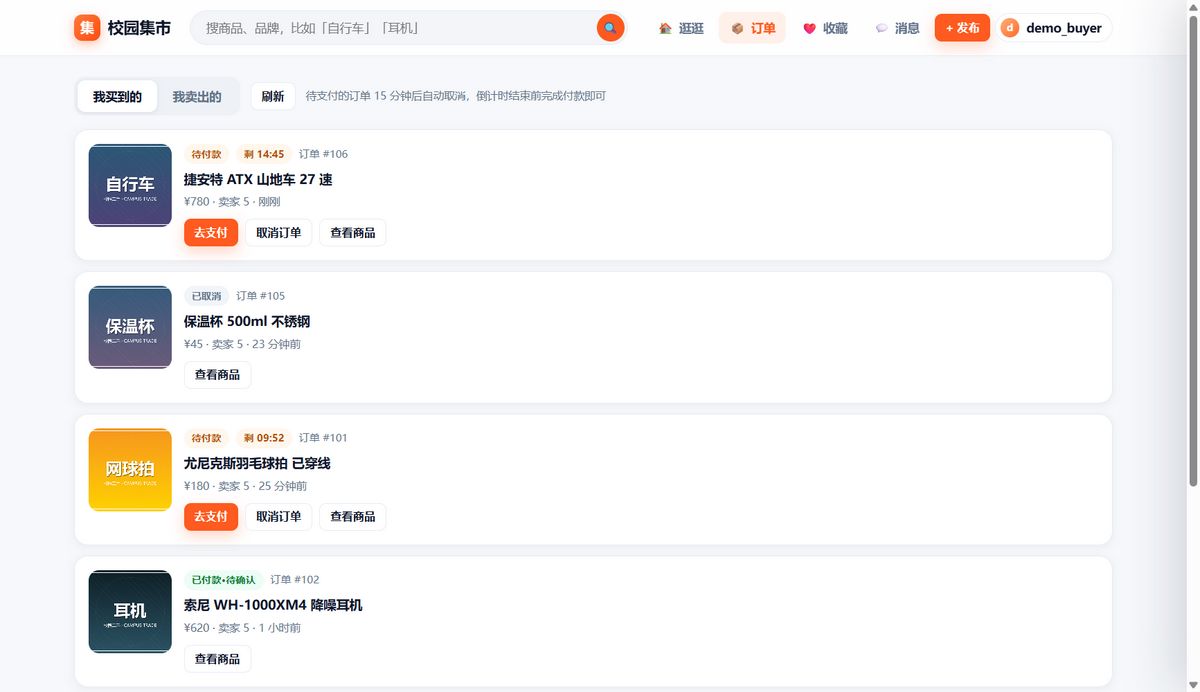 集 校园集市
搜商品、品牌，比如「自行车」「耳机」
逛逛
订单
收藏
消息
+ 发布
d demo_buyer
我买到的
我卖出的
刷新
待支付的订单 15 分钟后自动取消，倒计时结束前完成付款即可
自行车
待付款 剩 14:45 订单 #106
捷安特 ATX 山地车 27 速
¥780 · 卖家 5 · 刚刚
去支付 取消订单 查看商品
保温杯
已取消 订单 #105
保温杯 500ml 不锈钢
¥45 · 卖家 5 · 23 分钟前
查看商品
网球拍
待付款 剩 09:52 订单 #101
尤尼克斯羽毛球拍 已穿线
¥180 · 卖家 5 · 25 分钟前
去支付 取消订单 查看商品
耳机
已付款·待确认 订单 #102
索尼 WH-1000XM4 降噪耳机
¥620 · 卖家 5 · 1 小时前
查看商品